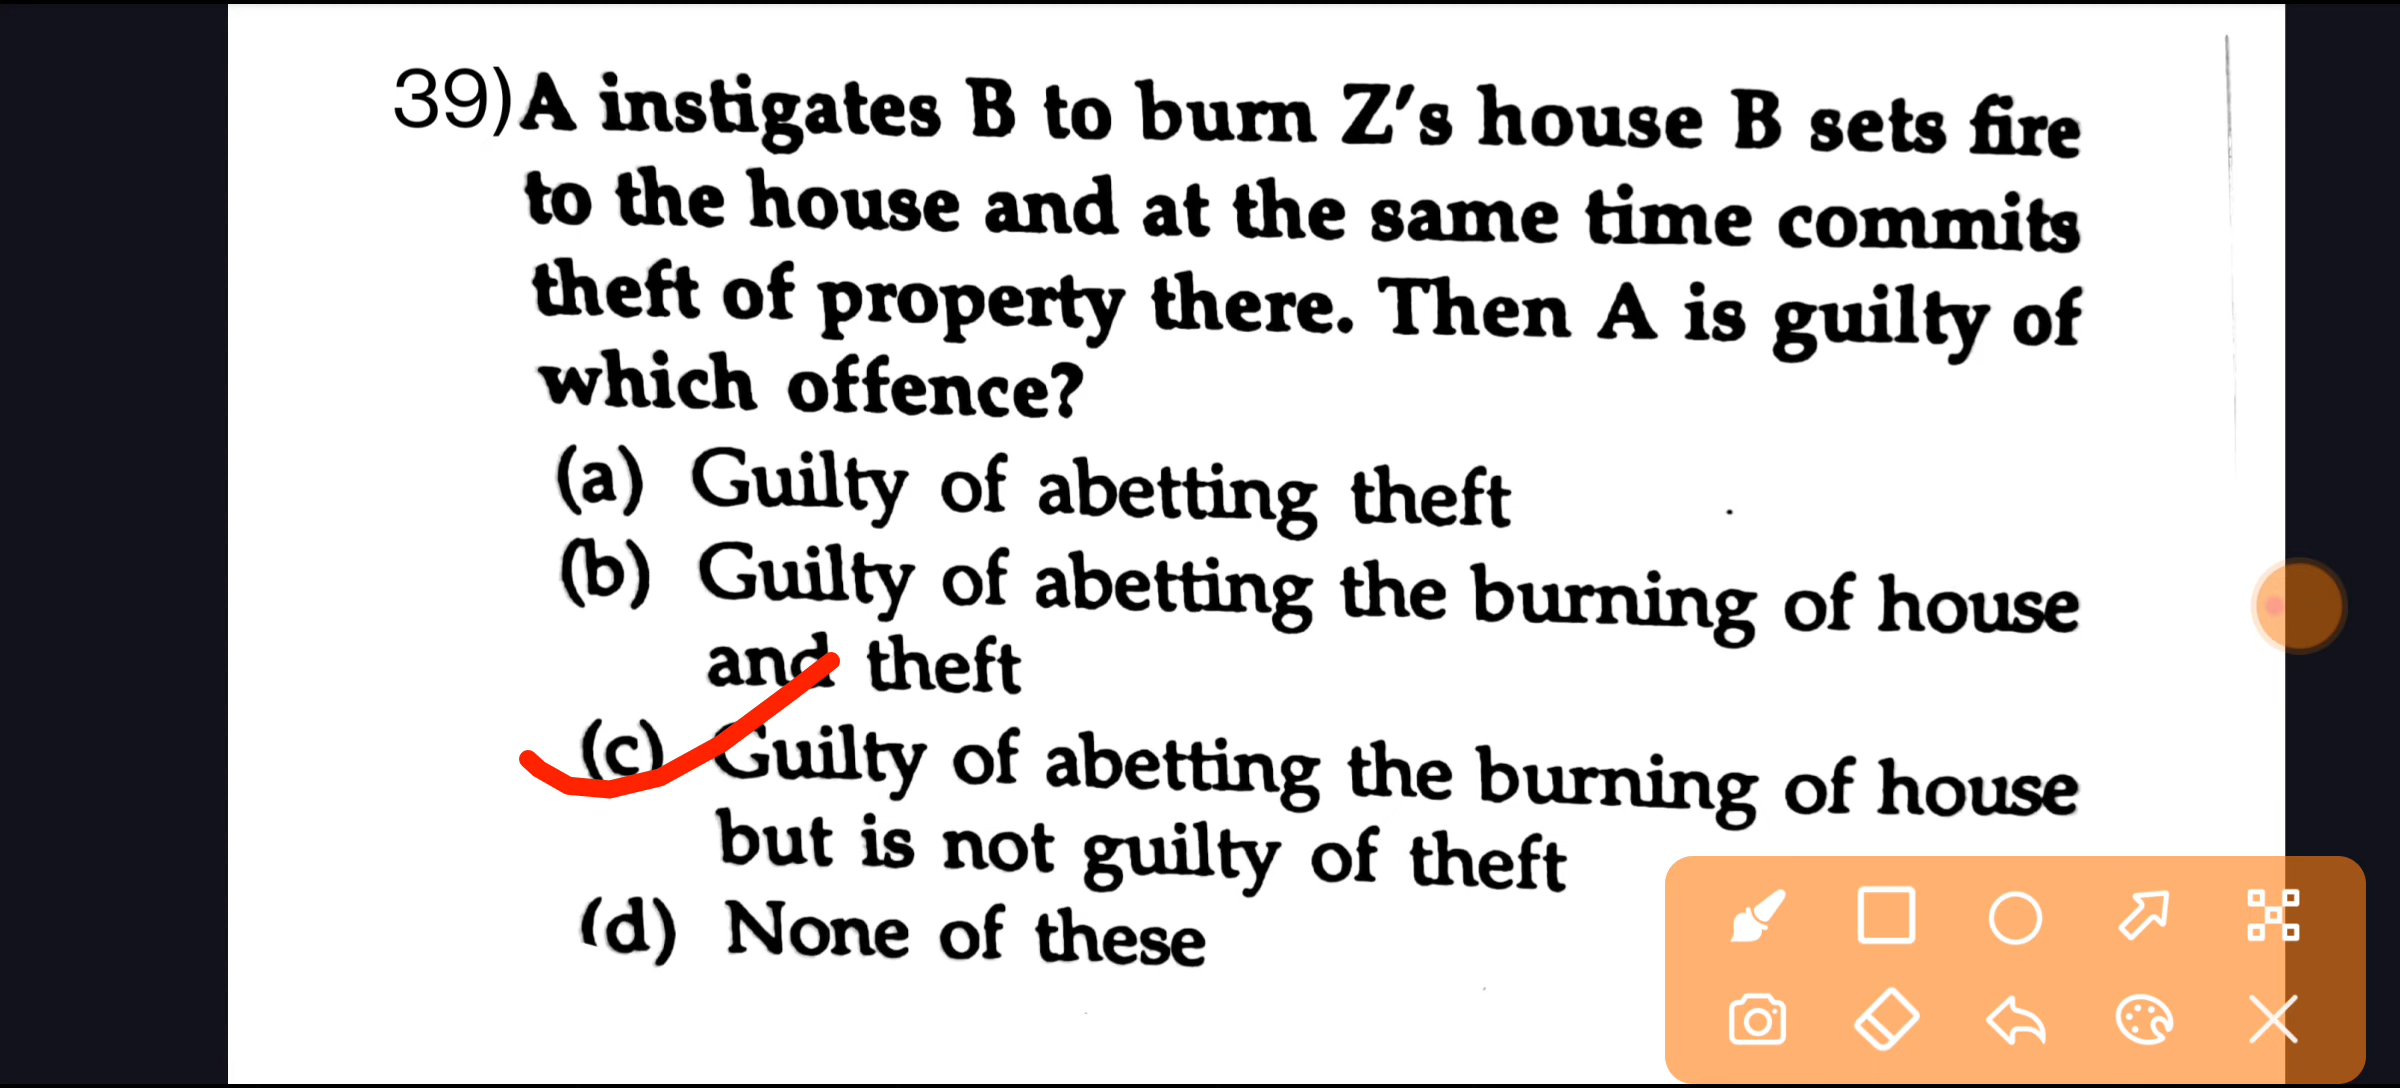 39) A instigates B to burn Z's house B sets fire
to the house and at the same time commits
theft of property there. Then A is guilty of
which offence?
(a) Guilty of abetting theft
(b) Guilty of abetting the burning of house
and theft
(c) Guilty of abetting the burning of house
but is not guilty of theft
(d) None of these